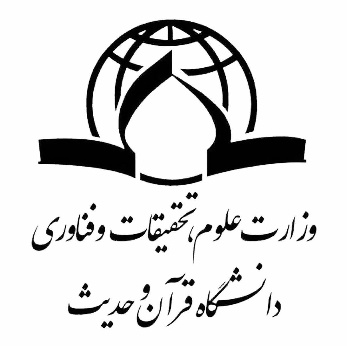 وزارت علوم، تحقیقات و فناوری
دانشگاه قرآن و حدیث